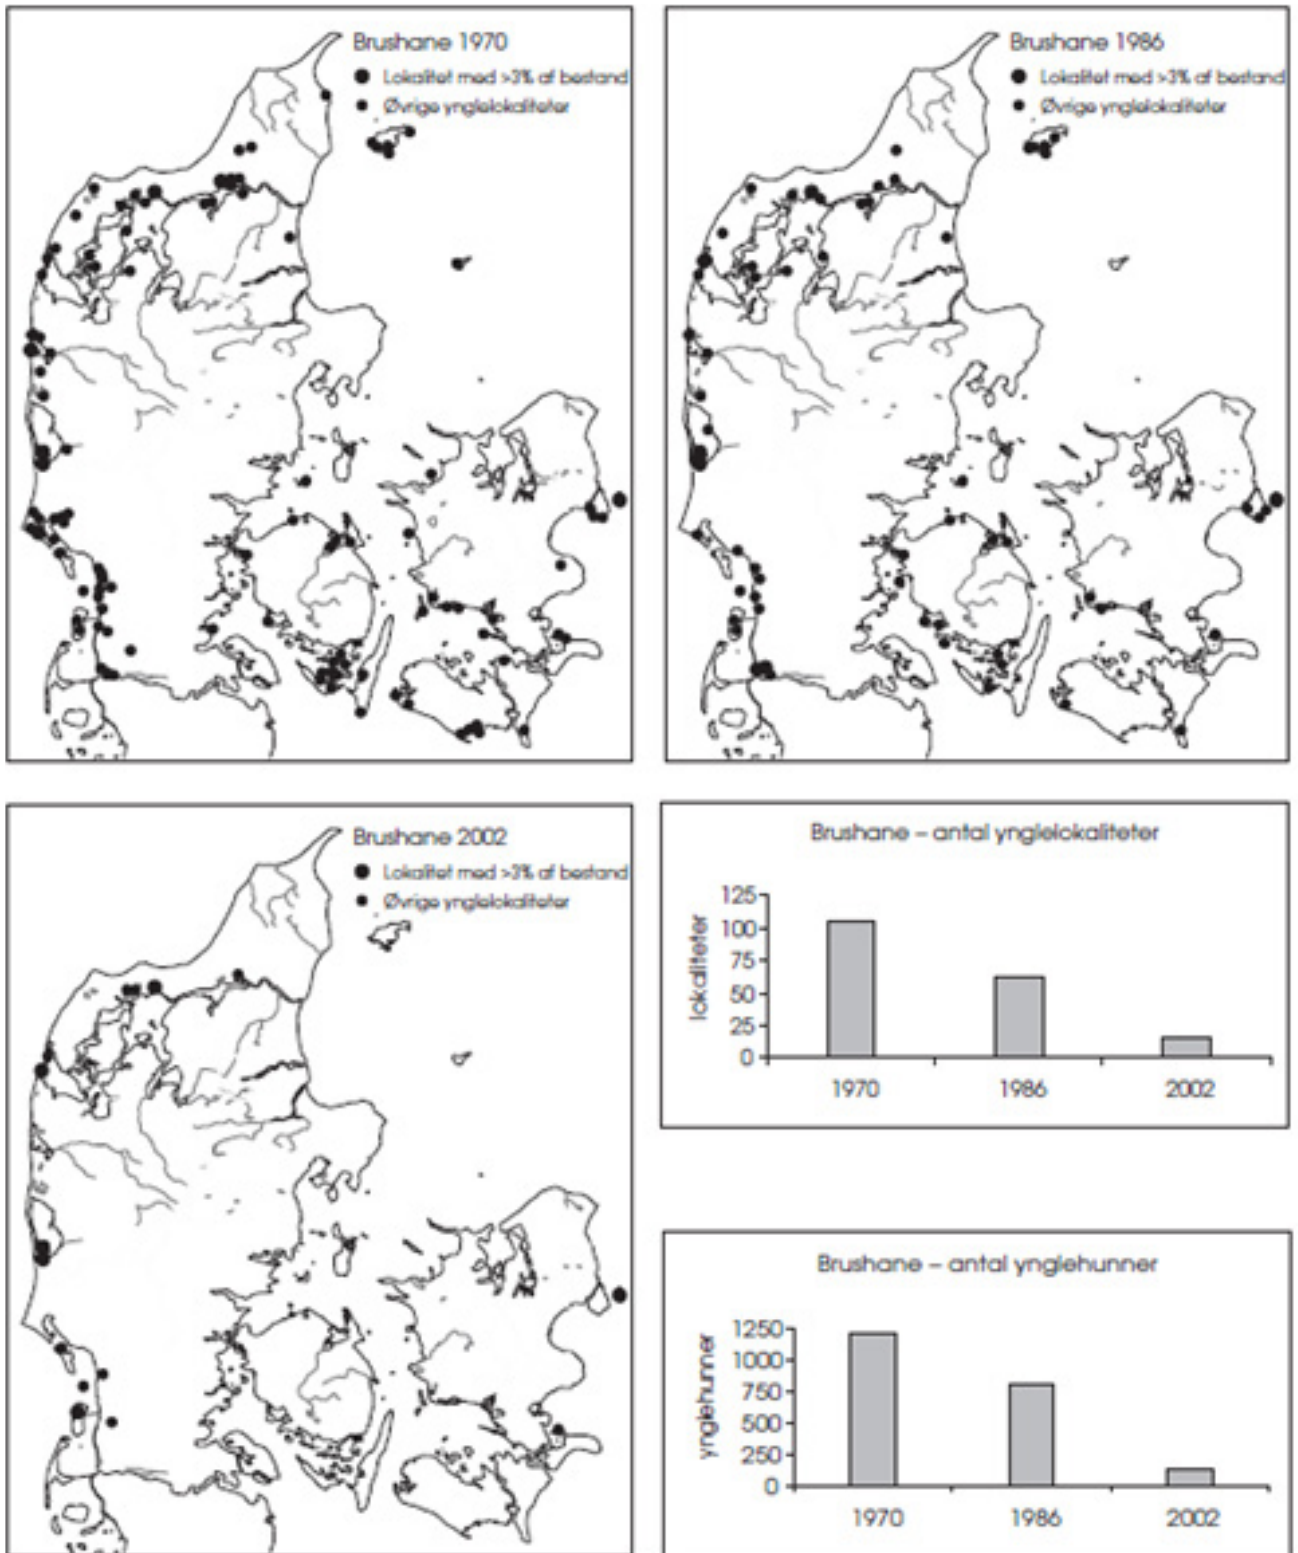 Brushane 1970
Lokalitet med >3% af bestand
Øvrige ynglelokaliteter
Brushane 1986
Lokalitet med >3% af bestand
Øvrige ynglelokaliteter
Brushane 2002
Lokalitet med >3% af bestand
Øvrige ynglelokaliteter
Brushane – antal ynglelokaliteter
lokaliteter
125
100
75
50
25
0
1970 1986 2002
Brushane – antal ynglehunner
ynglehunner
1250
1000
750
500
250
0
1970 1986 2002